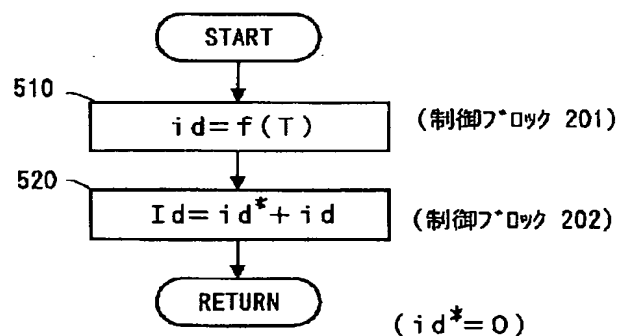 START
510
id=f(T)
(制御ブロック 201)
520
Id=id*+id
(制御ブロック 202)
RETURN
(id*=0)